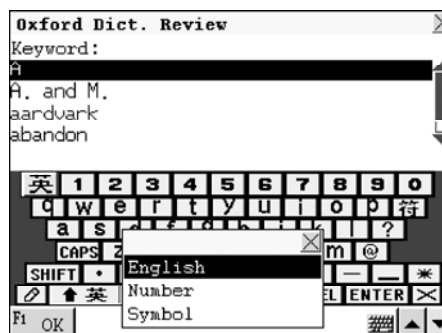 Oxford Dict. Review
Keyword:
A
A. and M.
aardvark
abandon
英 1 2 3 4 5 6 7 8 9 0
q w e r t y u i o p 符
a s d f g h l ?
CAPS z m @
SHIFT
英 EL ENTER
English
Number
Symbol
F1 OK